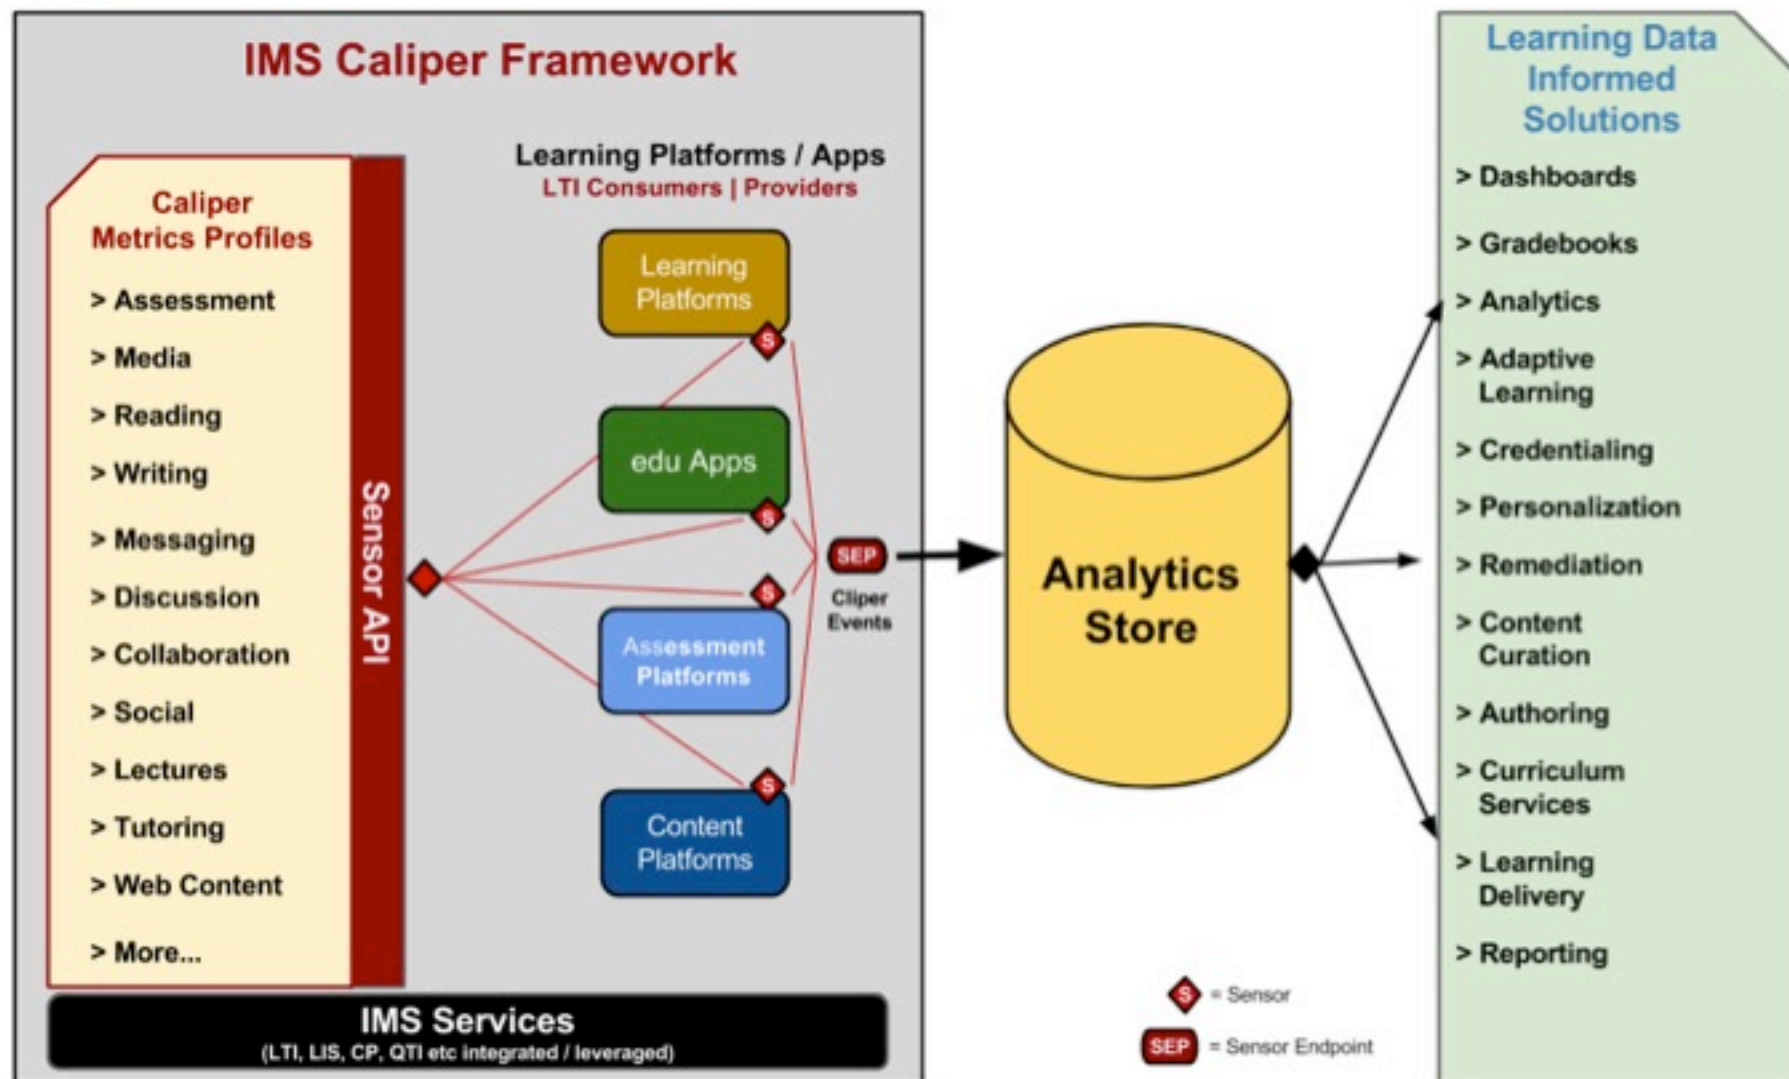 IMS Caliper Framework
Caliper
Metrics Profiles
> Assessment
> Media
> Reading
> Writing
> Messaging
> Discussion
> Collaboration
> Social
> Lectures
> Tutoring
> Web Content
> More...
Sensor API
Learning Platforms / Apps
LTI Consumers | Providers
Learning
Platforms
S
edu Apps
S
S
Assessment
Platforms
S
Content
Platforms
SEP
Cliper
Events
IMS Services
(LTI, LIS, CP, QTI etc integrated / leveraged)
Analytics
Store
S = Sensor
SEP = Sensor Endpoint
Learning Data
Informed
Solutions
> Dashboards
> Gradebooks
> Analytics
> Adaptive
Learning
> Credentialing
> Personalization
> Remediation
> Content
Curation
> Authoring
> Curriculum
Services
> Learning
Delivery
> Reporting